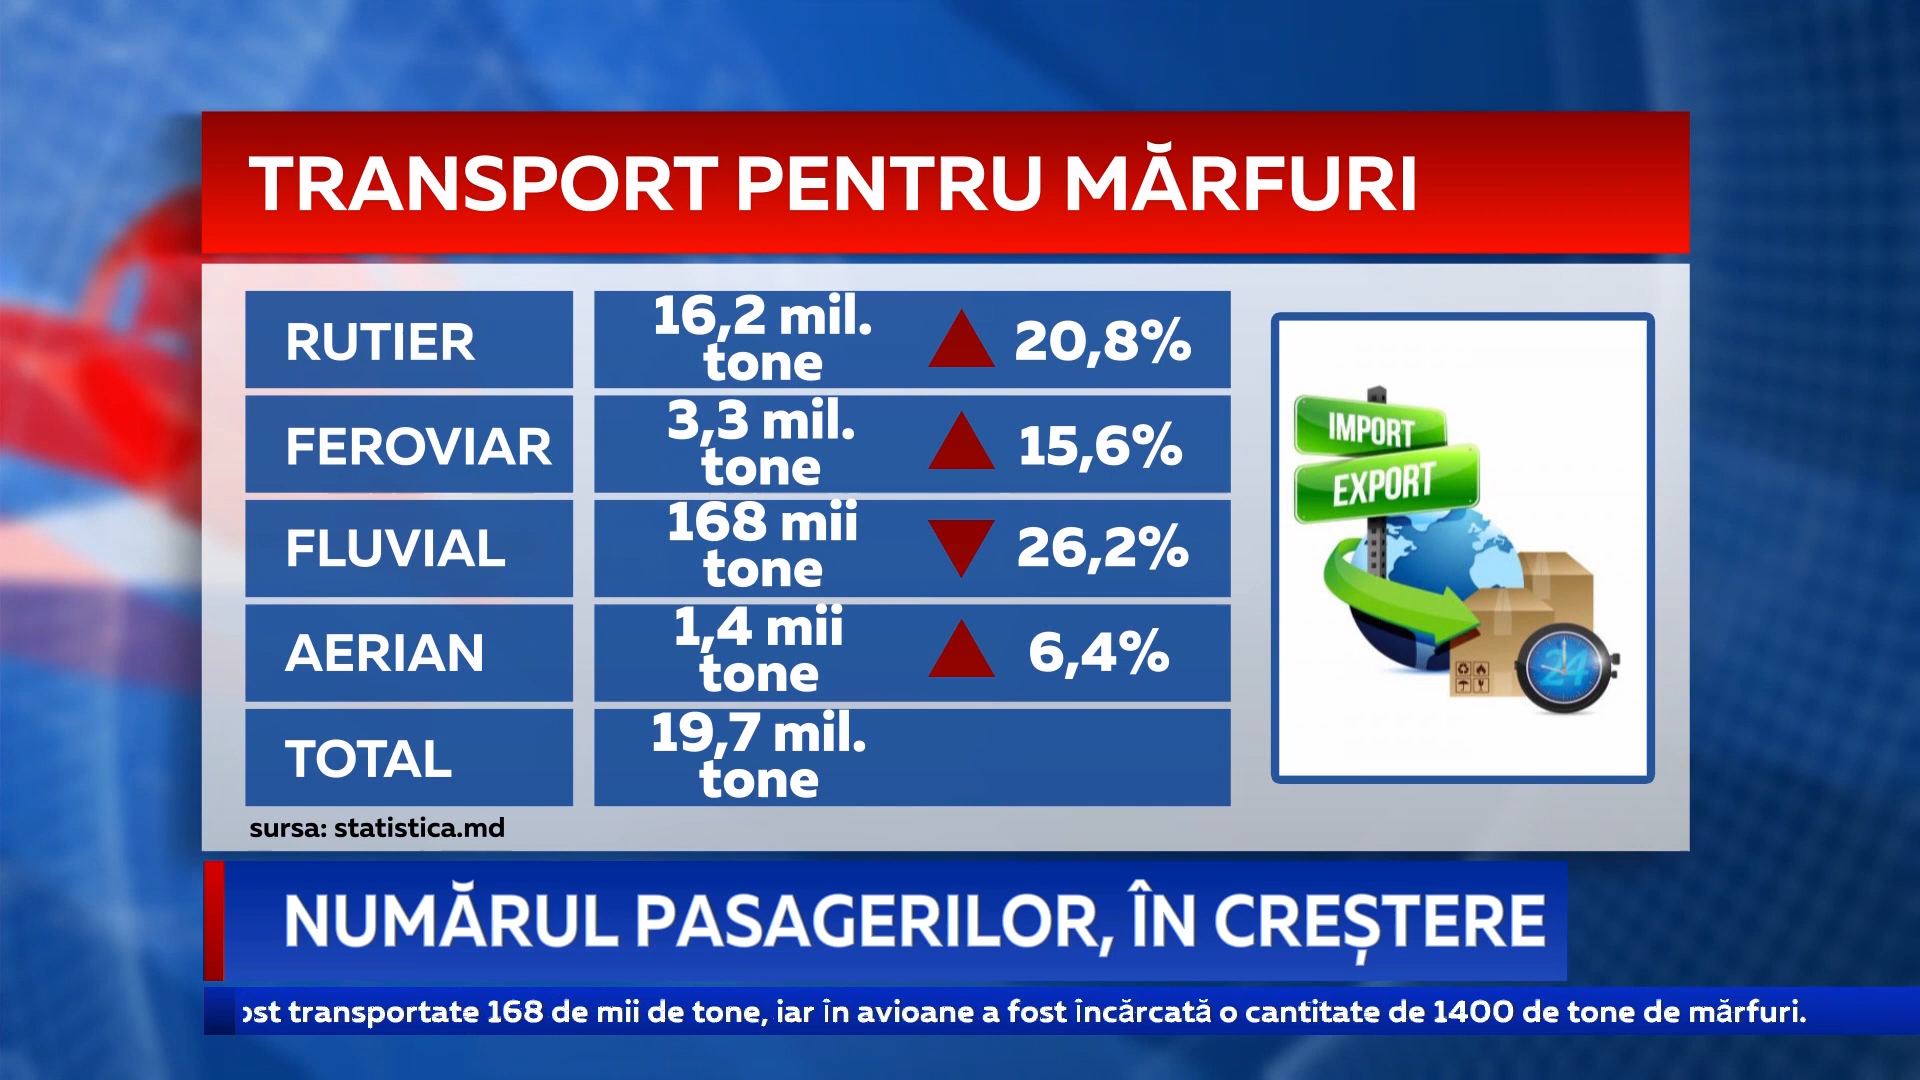 TRANSPORT PENTRU MĂRFURI
RUTIER
16,2 mil.
tone
20,8%
FEROVIAR
3,3 mil.
tone
15,6%
FLUVIAL
168 mii
tone
26,2%
AERIAN
1,4 mii
tone
6,4%
TOTAL
19,7 mil.
tone
IMPORT
EXPORT
24
sursa: statistica.md
NUMĂRUL PASAGERILOR, ÎN CREȘTERE
transportate 168 de mii de tone, iar în avioane a fost încărcată o cantitate de 1400 de tone de mărfuri.